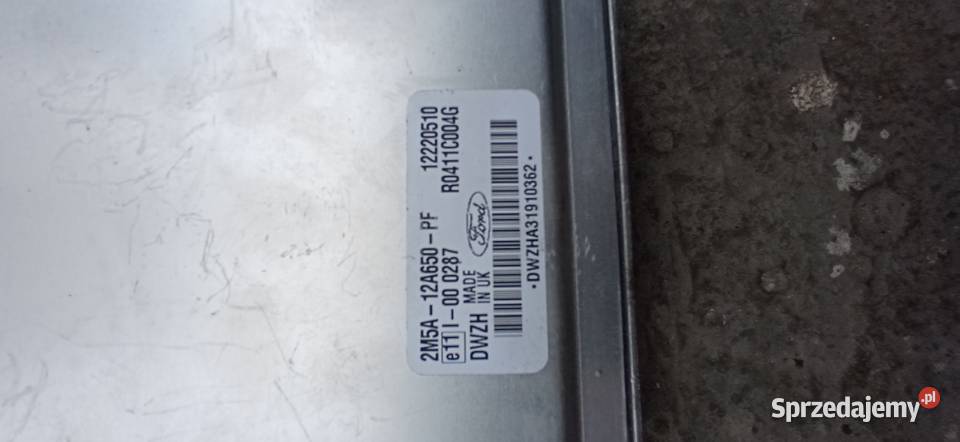 2M5A-12A650-PF 12220510
e11 I-00 0287 R0411C004G
DWZH MADE IN UK Ford
*DWZHA31910362*
Sprzedajemy.pl